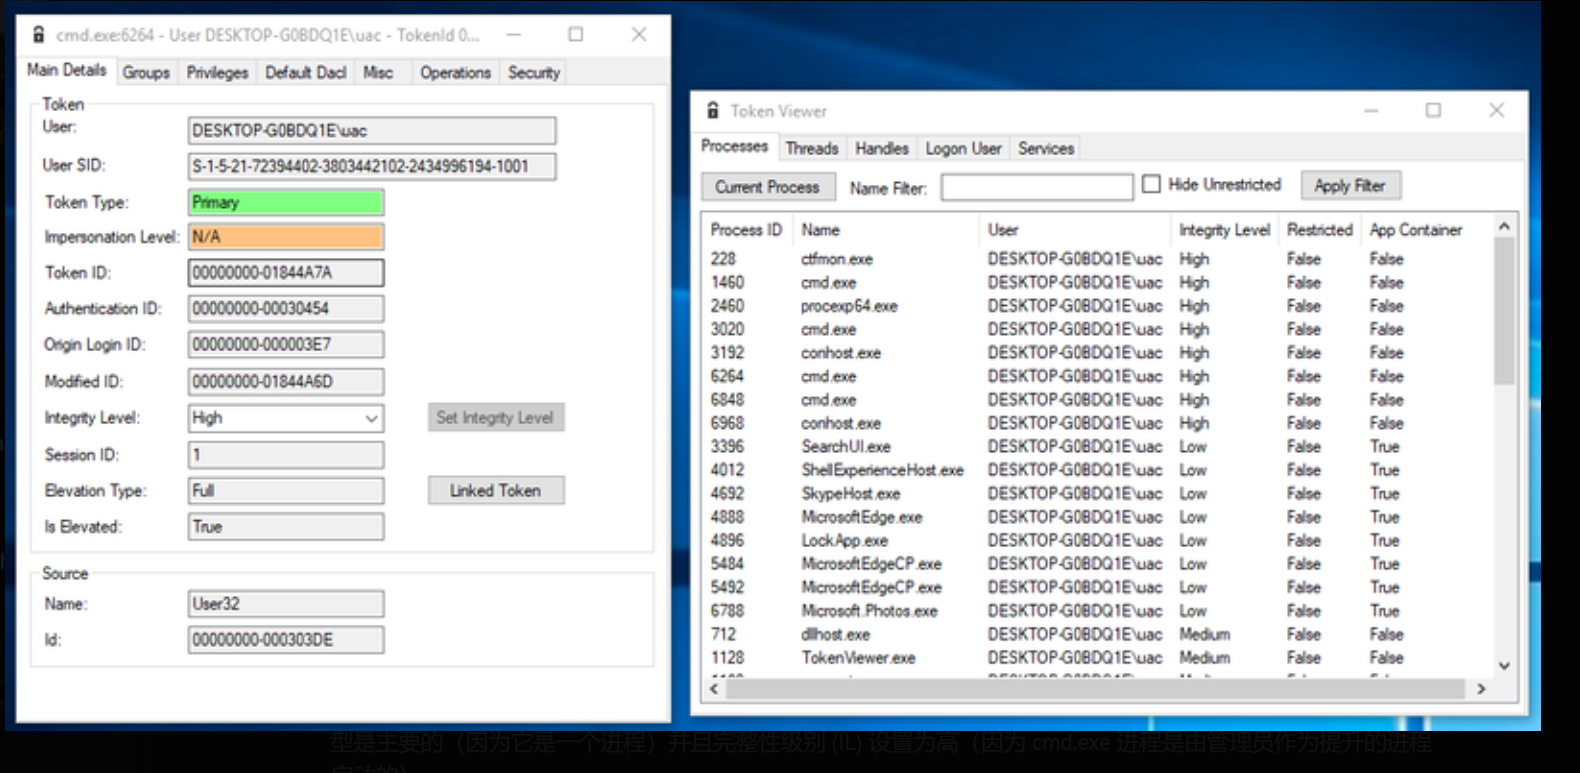 cmd.exe:6264 - User DESKTOP-G0BDQ1E\uac - TokenId 0...
Main Details Groups Privileges Default Dacl Misc Operations Security
Token
User: DESKTOP-G0BDQ1E\uac
User SID: S-1-5-21-72394402-3803442102-2434996194-1001
Token Type: Primary
Impersonation Level: N/A
Token ID: 00000000-01844A7A
Authentication ID: 00000000-00030454
Origin Login ID: 00000000-000003E7
Modified ID: 00000000-01844A6D
Integrity Level: High Set Integrity Level
Session ID: 1
Elevation Type: Full Linked Token
Is Elevated: True
Source
Name: User32
Id: 00000000-000303DE
Token Viewer
Processes Threads Handles Logon User Services
Current Process Name Filter: Hide Unrestricted Apply Filter
Process ID Name User Integrity Level Restricted App Container
228 ctfmon.exe DESKTOP-G0BDQ1E\uac High False False
1460 cmd.exe DESKTOP-G0BDQ1E\uac High False False
2460 procexp64.exe DESKTOP-G0BDQ1E\uac High False False
3020 cmd.exe DESKTOP-G0BDQ1E\uac High False False
3192 conhost.exe DESKTOP-G0BDQ1E\uac High False False
6264 cmd.exe DESKTOP-G0BDQ1E\uac High False False
6848 cmd.exe DESKTOP-G0BDQ1E\uac High False False
6968 conhost.exe DESKTOP-G0BDQ1E\uac High False False
3396 SearchUI.exe DESKTOP-G0BDQ1E\uac Low False True
4012 ShellExperienceHost.exe DESKTOP-G0BDQ1E\uac Low False True
4692 SkypeHost.exe DESKTOP-G0BDQ1E\uac Low False True
4888 MicrosoftEdge.exe DESKTOP-G0BDQ1E\uac Low False True
4896 LockApp.exe DESKTOP-G0BDQ1E\uac Low False True
5484 MicrosoftEdgeCP.exe DESKTOP-G0BDQ1E\uac Low False True
5492 MicrosoftEdgeCP.exe DESKTOP-G0BDQ1E\uac Low False True
6788 Microsoft.Photos.exe DESKTOP-G0BDQ1E\uac Low False True
712 dllhost.exe DESKTOP-G0BDQ1E\uac Medium False False
1128 TokenViewer.exe DESKTOP-G0BDQ1E\uac Medium False False
型是主要的（因为它是一个进程）并且完整性级别 (IL) 设置为高（因为 cmd.exe 进程是由管理员作为提升的进程